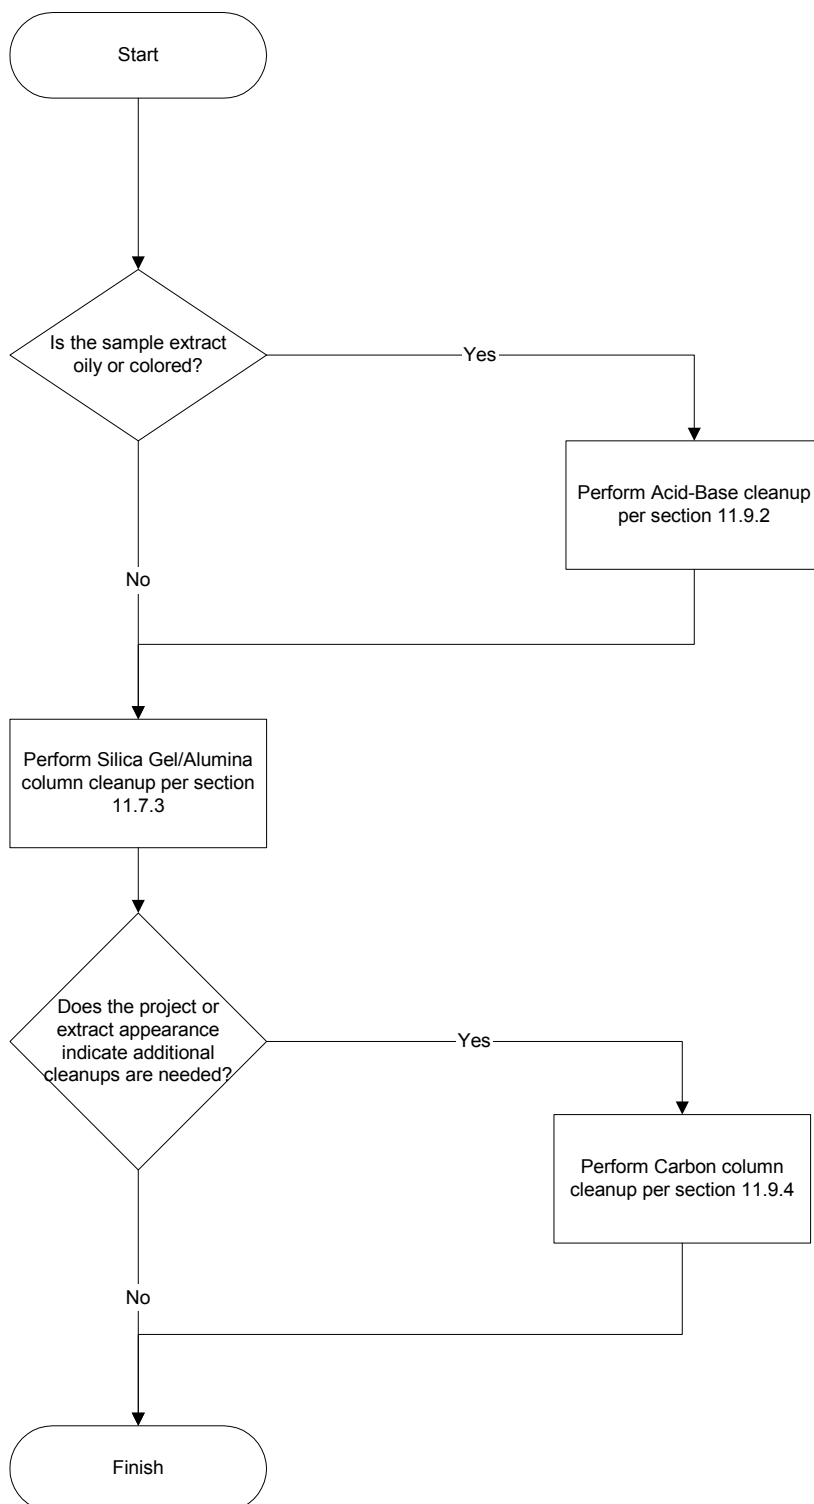 Start
Is the sample extract
oily or colored?
Yes
Perform Acid-Base cleanup
per section 11.9.2
No
Perform Silica Gel/Alumina
column cleanup per section
11.7.3
Does the project or
extract appearance
indicate additional
cleanups are needed?
Yes
Perform Carbon column
cleanup per section 11.9.4
No
Finish